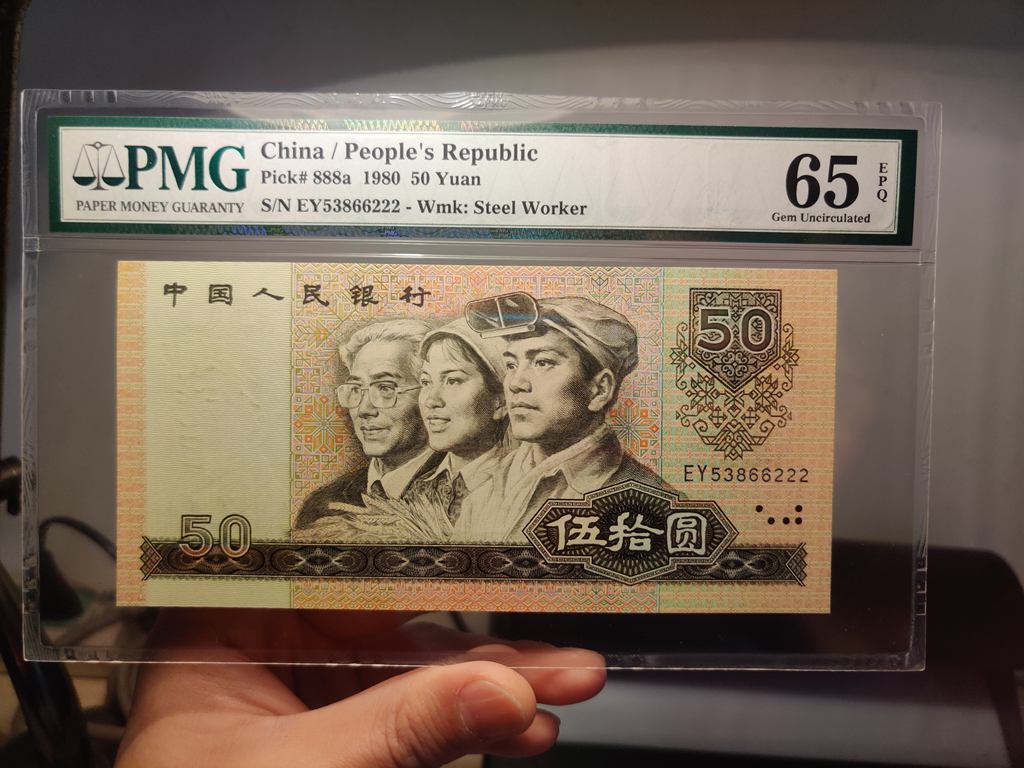 PMG
PAPER MONEY GUARANTY
China / People's Republic
Pick# 888a 1980 50 Yuan
S/N EY53866222 - Wmk: Steel Worker
65
EPQ
Gem Uncirculated
中国人民银行
50
EY53866222
50
伍拾圆